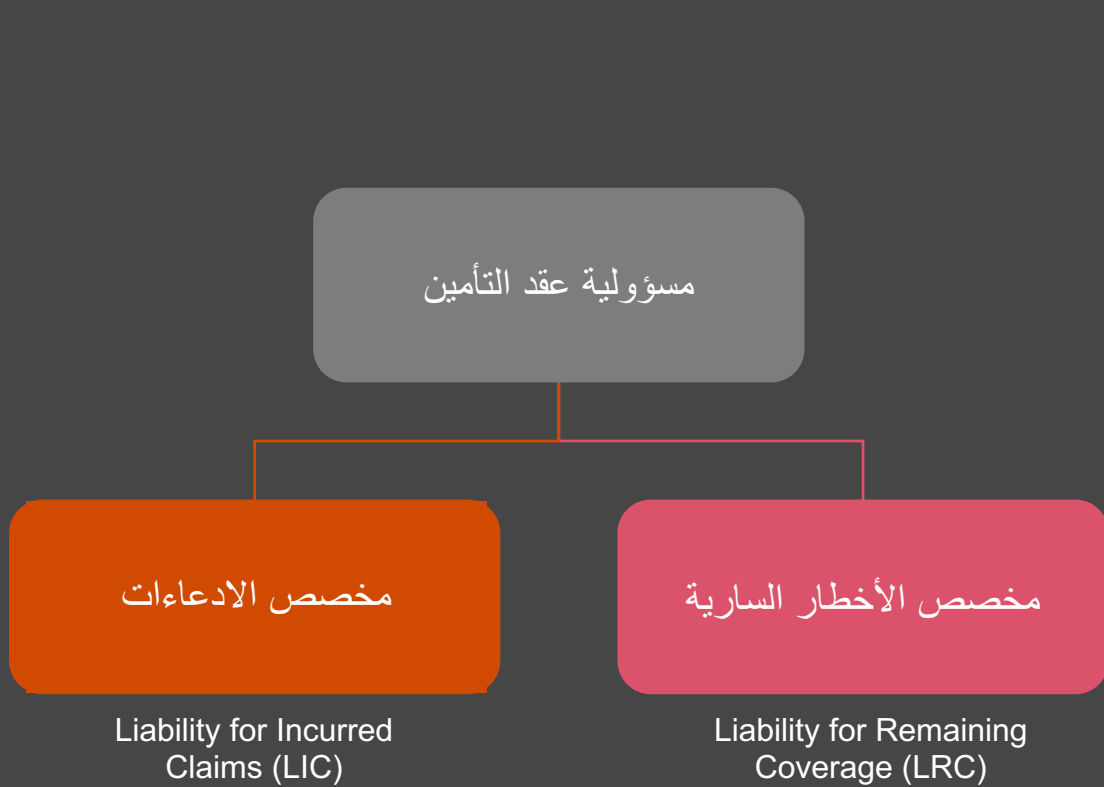 مسؤولية عقد التأمين
مخصص الأخطار السارية
Liability for Remaining
Coverage (LRC)
مخصص الادعاءات
Liability for Incurred
Claims (LIC)